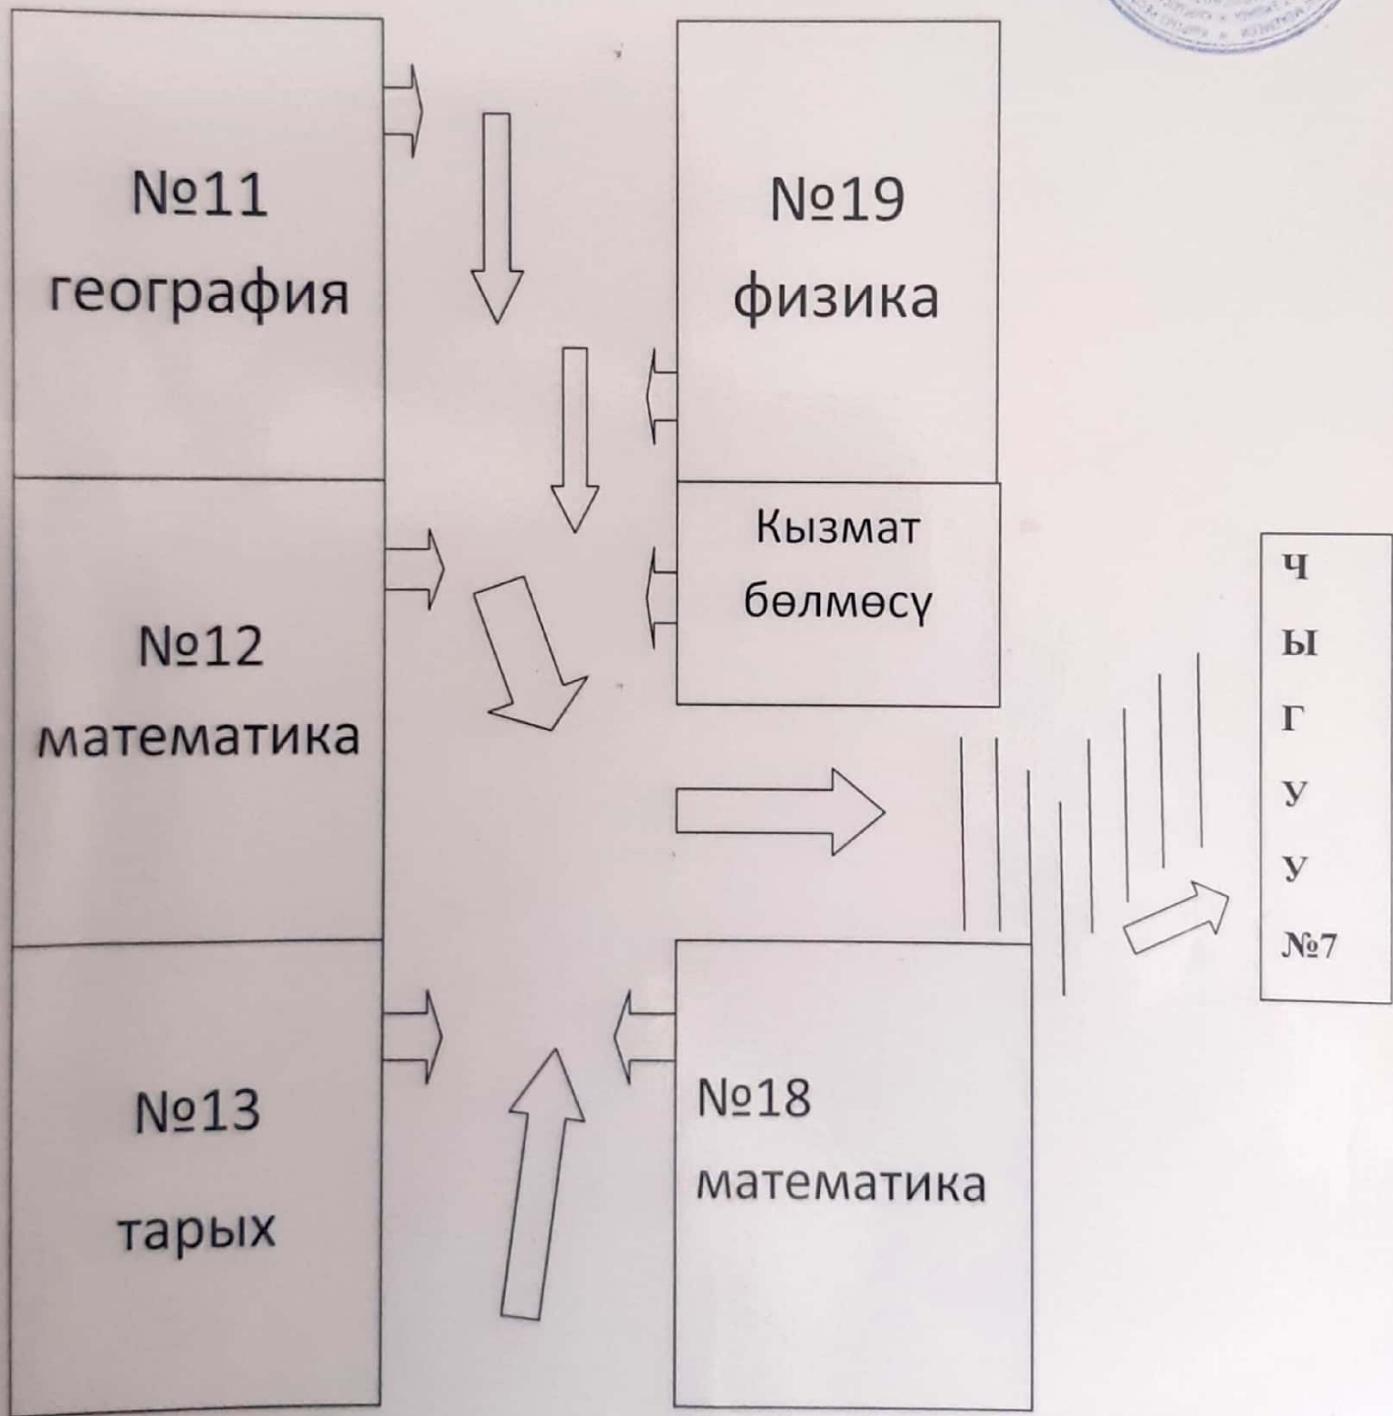 №11
география
№19
физика
№12
математика
Кызмат
бөлмөсү
Ч
Ы
Г
У
У
№7
№13
тарых
№18
математика